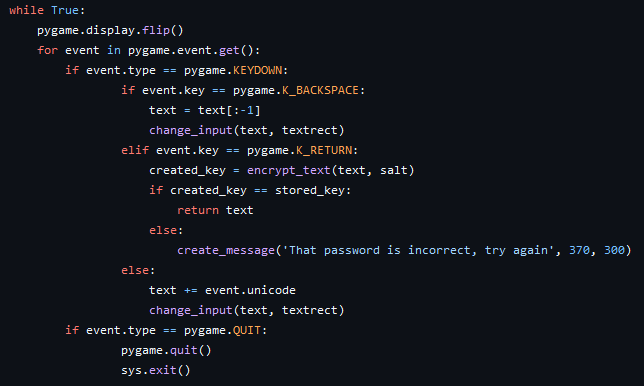 while True:
    pygame.display.flip()
    for event in pygame.event.get():
        if event.type == pygame.KEYDOWN:
                if event.key == pygame.K_BACKSPACE:
                    text = text[:-1]
                    change_input(text, textrect)
                elif event.key == pygame.K_RETURN:
                    created_key = encrypt_text(text, salt)
                    if created_key == stored_key:
                        return text
                    else:
                        create_message('That password is incorrect, try again', 370, 300)
                else:
                    text += event.unicode
                    change_input(text, textrect)
        if event.type == pygame.QUIT:
                pygame.quit()
                sys.exit()